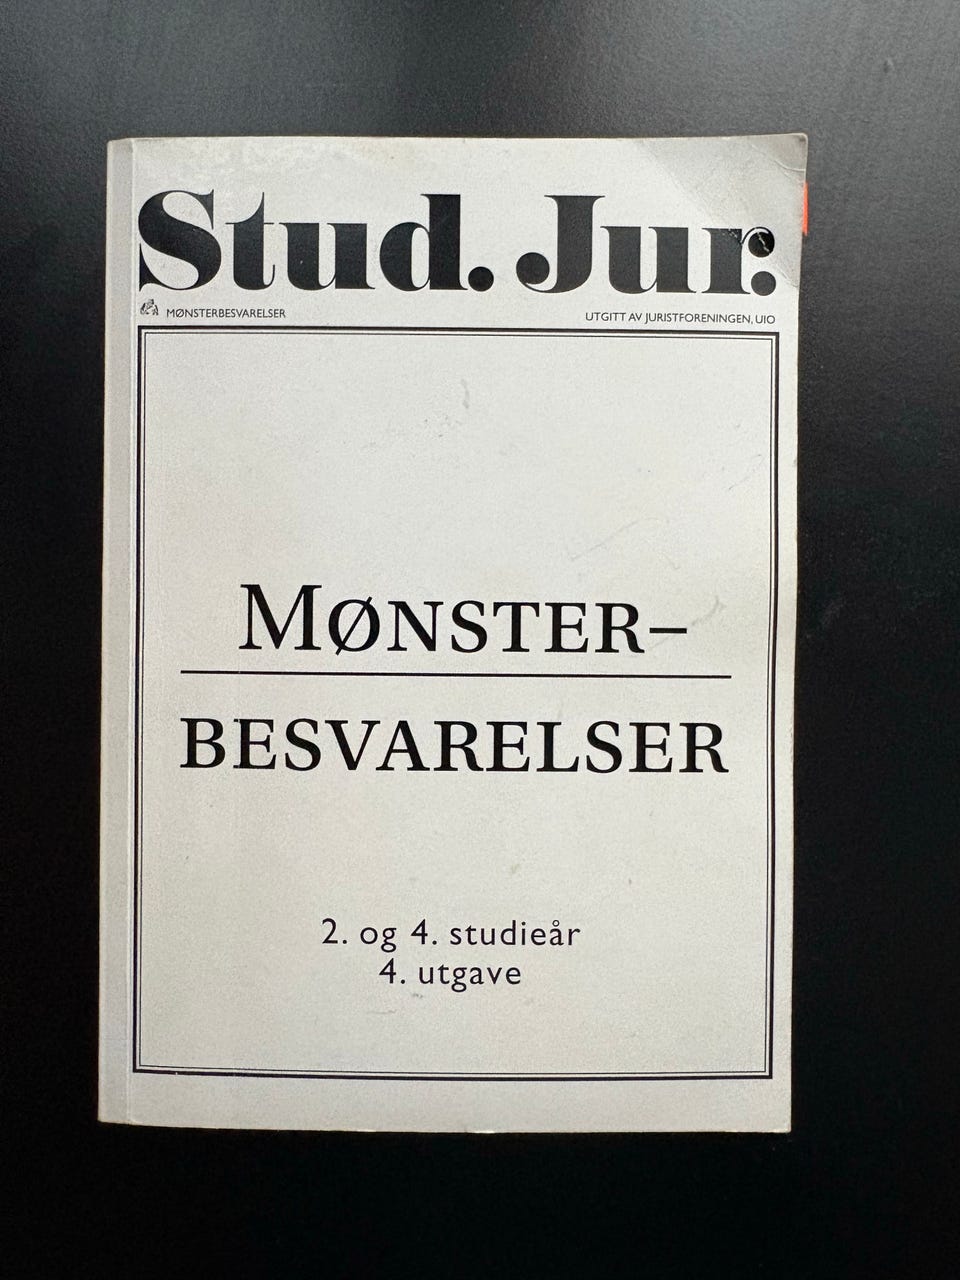 Stud. Jur.
MØNSTERBESVARELSER
UTGITT AV JURISTFORENINGEN, UIO
MØNSTER–
BESVARELSER
2. og 4. studieår
4. utgave